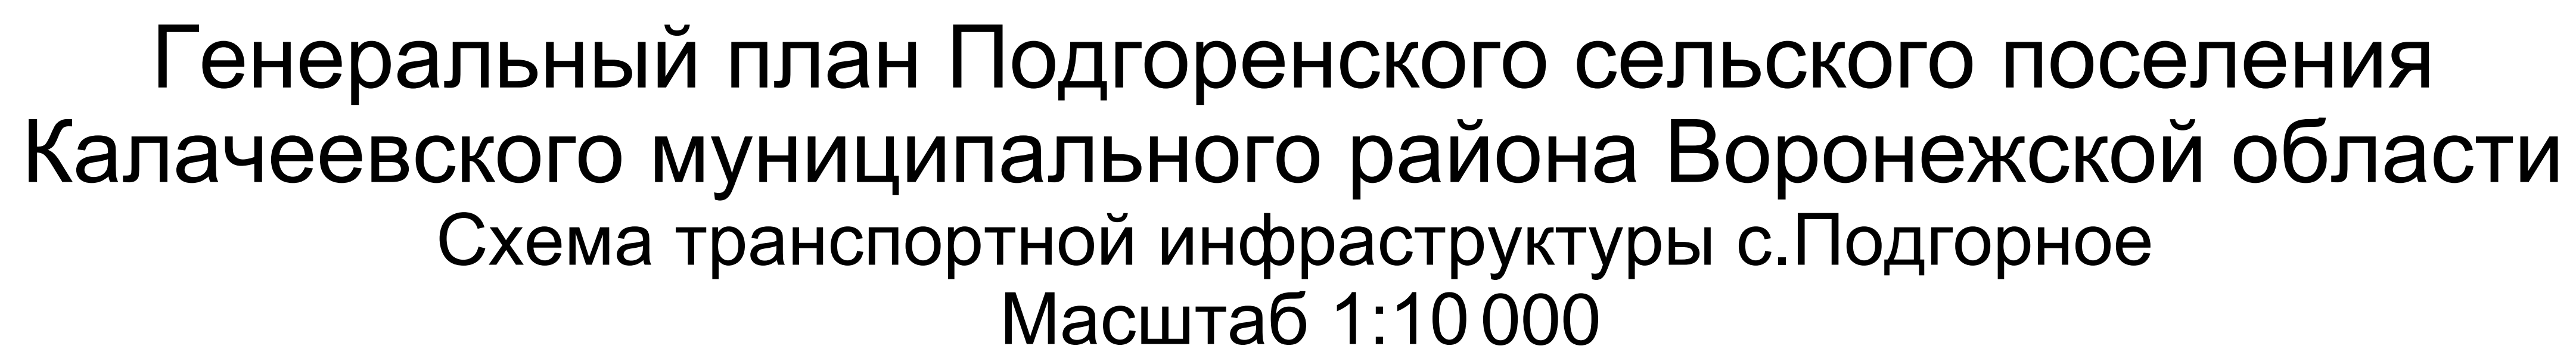 Генеральный план Подгоренского сельского поселения
Калачеевского муниципального района Воронежской области
Схема транспортной инфраструктуры с.Подгорное
Масштаб 1:10 000